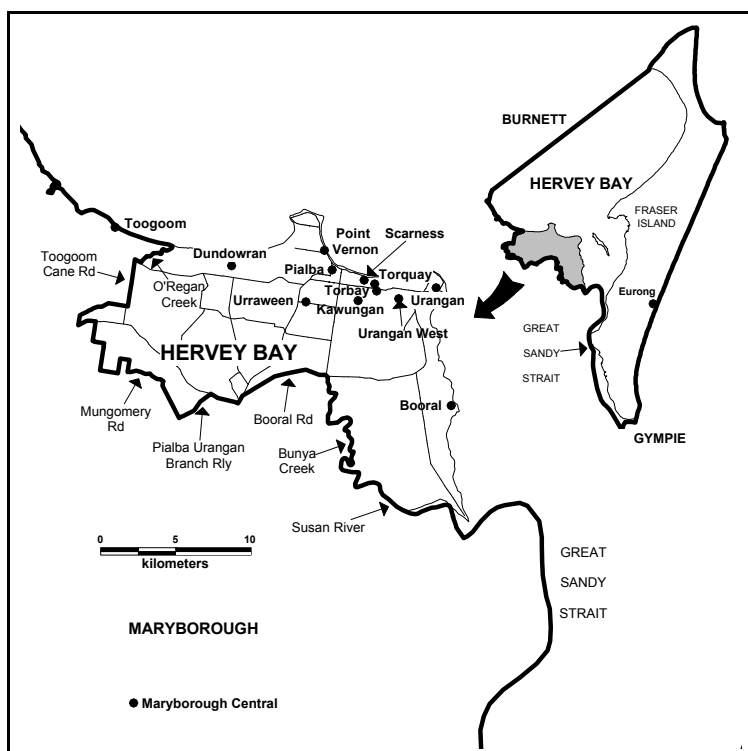 BURNETT
HERVEY BAY
FRASER
ISLAND
Eurong
GREAT
SANDY
STRAIT
GYMPIE
Toogoom
Point
Vernon
Scarness
Dundowran
Pialba
Torquay
Toogoom
Cane Rd
O'Regan
Creek
Urraween
Torbay
Kawungan
Urangan
Urangan West
HERVEY BAY
Mungomery
Rd
Pialba Urangan
Branch Rly
Booral Rd
Booral
Bunya
Creek
Susan River
0 5 10
kilometers
GREAT
SANDY
STRAIT
MARYBOROUGH
Maryborough Central